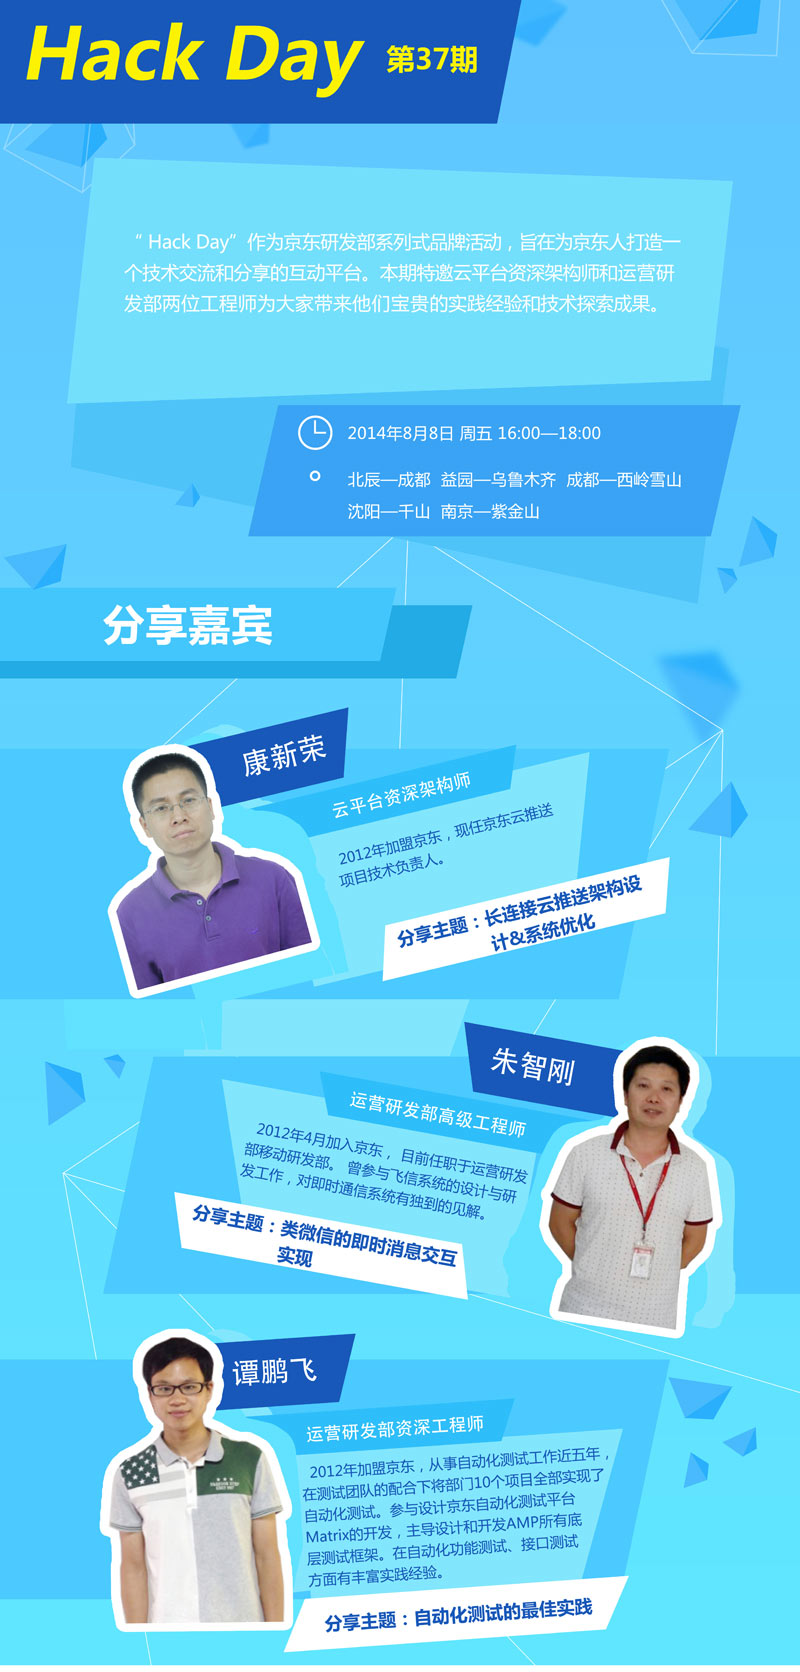 Hack Day 第37期
“ Hack Day”作为京东研发部系列式品牌活动，旨在为京东人打造一
个技术交流和分享的互动平台。本期特邀云平台资深架构师和运营研
发部两位工程师为大家带来他们宝贵的实践经验和技术探索成果。
2014年8月8日 周五 16:00—18:00
北辰—成都 益园—乌鲁木齐 成都—西岭雪山
沈阳—千山 南京—紫金山
分享嘉宾
康新荣
云平台资深架构师
2012年加盟京东，现任京东云推送
项目技术负责人。
分享主题：长连接云推送架构设
计&系统优化
朱智刚
运营研发部高级工程师
2012年4月加入京东， 目前任职于运营研发
部移动研发部。 曾参与飞信系统的设计与研
发工作，对即时通信系统有独到的见解。
分享主题：类微信的即时消息交互
实现
谭鹏飞
运营研发部资深工程师
2012年加盟京东，从事自动化测试工作近五年，
在测试团队的配合下将部门10个项目全部实现了
自动化测试。参与设计京东自动化测试平台
Matrix的开发，主导设计和开发AMP所有底
层测试框架。在自动化功能测试、接口测试
方面有丰富实践经验。
分享主题：自动化测试的最佳实践